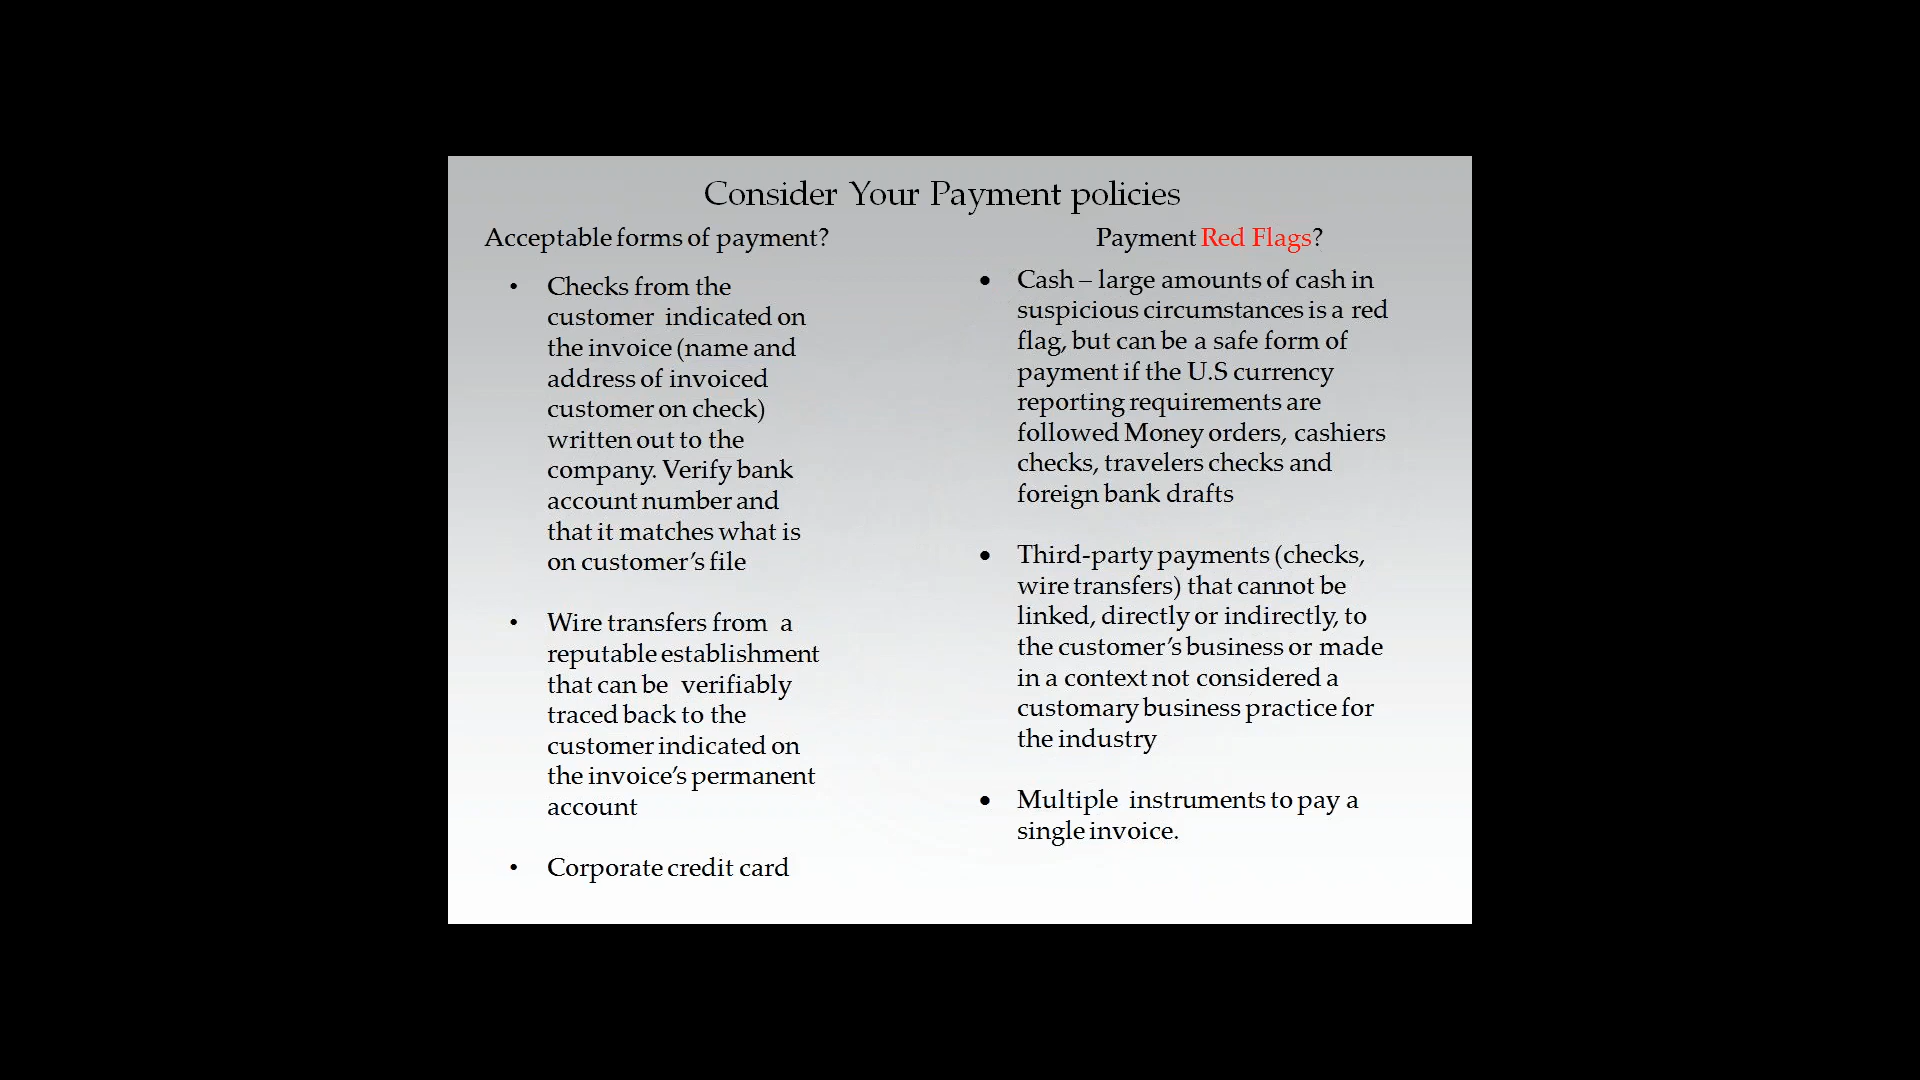 Consider Your Payment policies
Acceptable forms of payment?
• Checks from the
customer indicated on
the invoice (name and
address of invoiced
customer on check)
written out to the
company. Verify bank
account number and
that it matches what is
on customer’s file
• Wire transfers from a
reputable establishment
that can be verifiably
traced back to the
customer indicated on
the invoice’s permanent
account
• Corporate credit card
Payment Red Flags?
• Cash – large amounts of cash in
suspicious circumstances is a red
flag, but can be a safe form of
payment if the U.S currency
reporting requirements are
followed Money orders, cashiers
checks, travelers checks and
foreign bank drafts
• Third-party payments (checks,
wire transfers) that cannot be
linked, directly or indirectly, to
the customer’s business or made
in a context not considered a
customary business practice for
the industry
• Multiple instruments to pay a
single invoice.